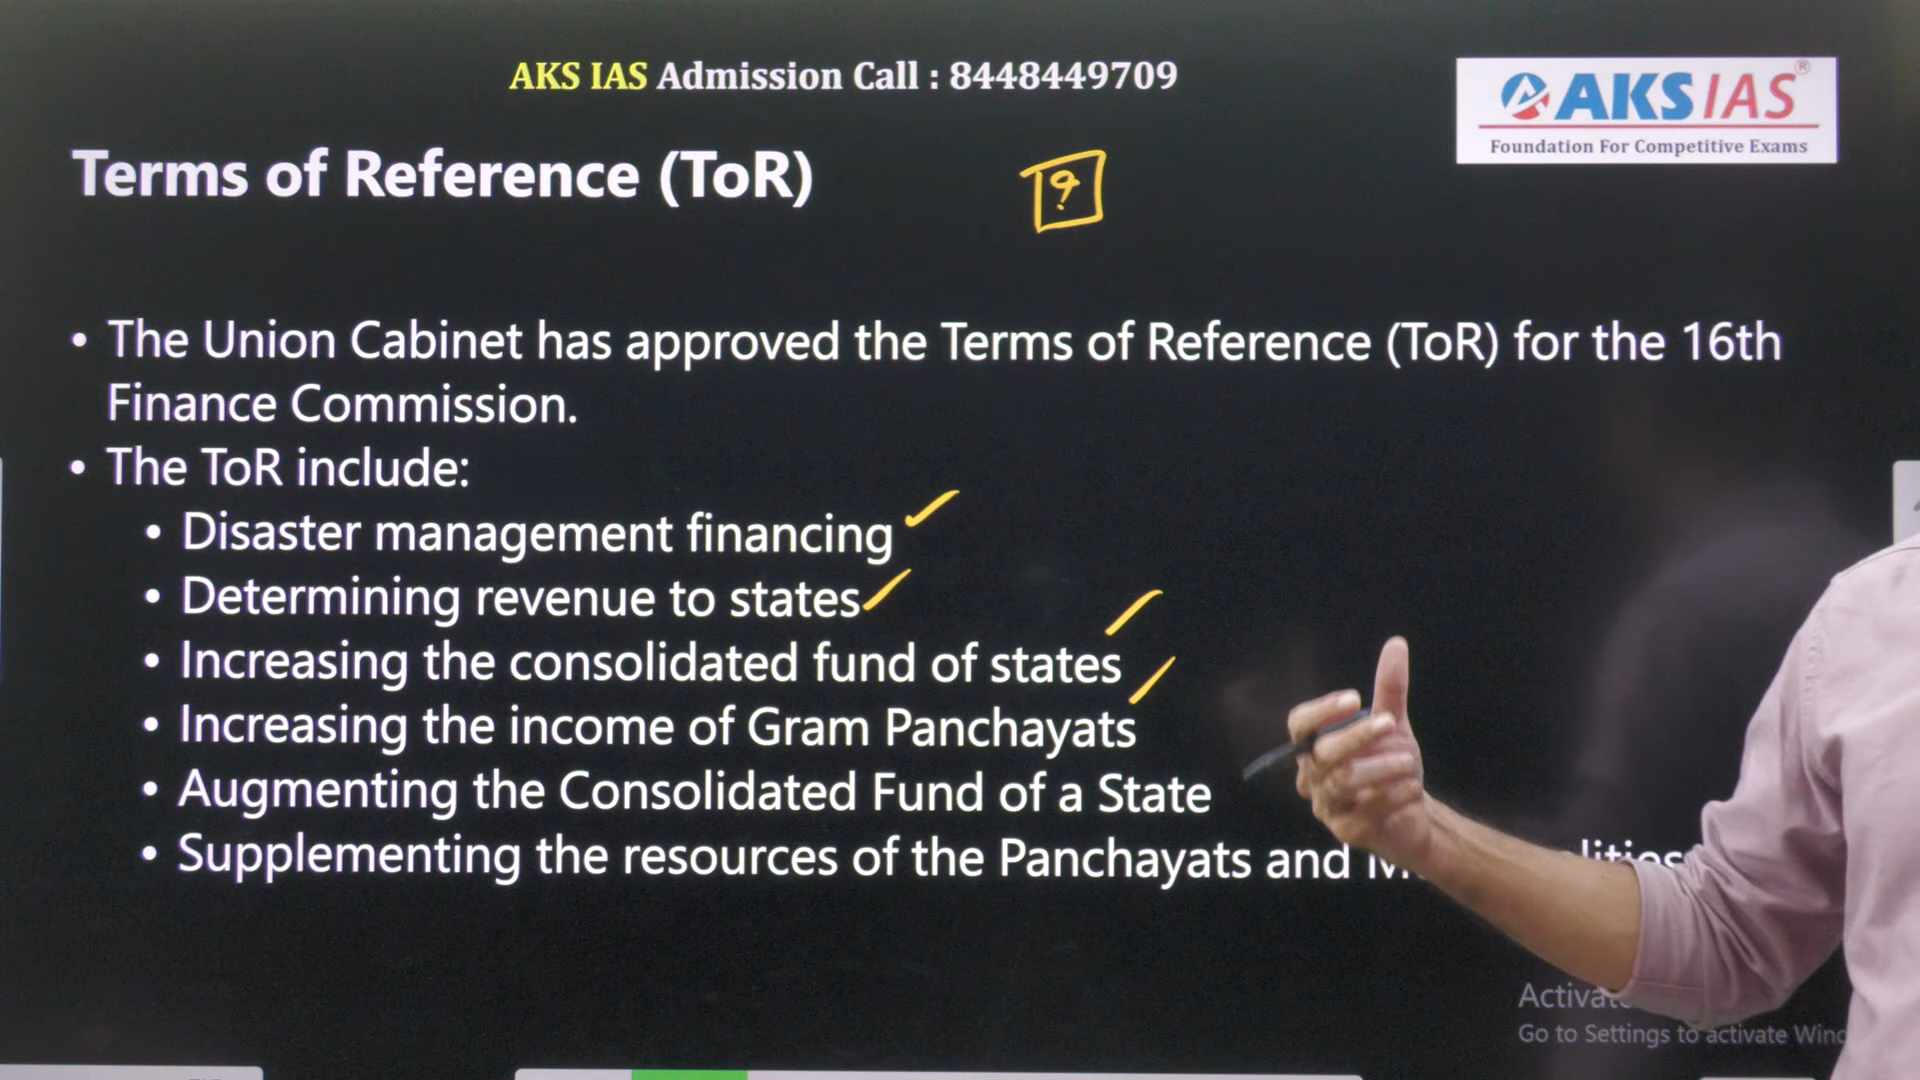 AKS IAS Admission Call : 8448449709
AKS IAS®
Foundation For Competitive Exams
Terms of Reference (ToR)
?
• The Union Cabinet has approved the Terms of Reference (ToR) for the 16th
Finance Commission.
• The ToR include:
• Disaster management financing
• Determining revenue to states
• Increasing the consolidated fund of states
• Increasing the income of Gram Panchayats
• Augmenting the Consolidated Fund of a State
• Supplementing the resources of the Panchayats and
Go to Settings to activate